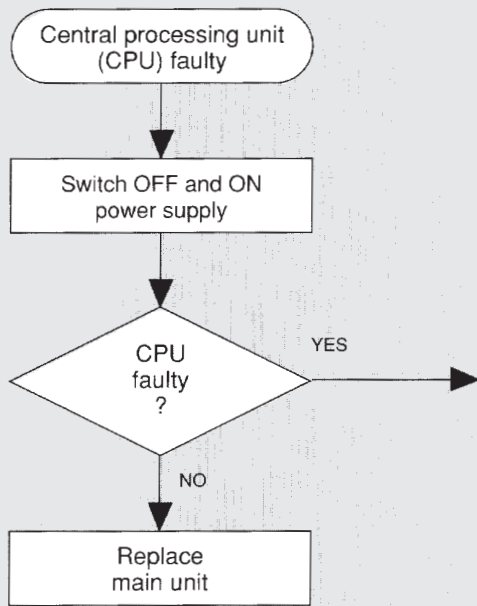 Central processing unit
(CPU) faulty
Switch OFF and ON
power supply
CPU
faulty
?
YES
NO
Replace
main unit